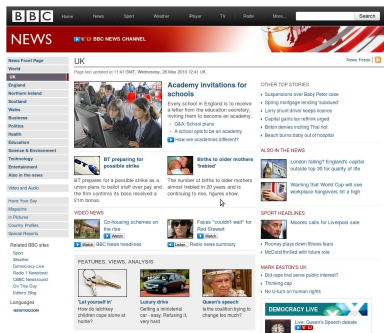 BBC
Home News Sport Weather iPlayer TV Radio More... Search
NEWS
BBC NEWS CHANNEL
News Front Page
World
UK
England
Northern Ireland
Scotland
Wales
Business
Politics
Health
Education
Science & Environment
Technology
Entertainment
Also in the news
Video and Audio
Have Your Say
Magazine
In Pictures
Country Profiles
Special Reports
Related BBC sites
Sport
Weather
Democracy Live
Radio 1 Newsbeat
CBBC Newsround
On This Day
Editors' Blog
Languages
NEWYDDION
UK
News Feeds
Page last updated at 11:41 GMT, Wednesday, 26 May 2010 12:41 UK
Academy invitations for
schools
Every school in England is to receive
a letter from the education secretary,
inviting them to become an academy.
Q&A: School plans
A school opts to be an academy
How are academies different?
BT preparing for
possible strike
BT prepares for a possible strike as a
union plans to ballot staff over pay and
the firm confirms its boss received a
£1m bonus.
Births to older mothers
'trebled'
The number of births to older mothers
almost trebled in 20 years and is
continuing to rise, figures show.
VIDEO NEWS
Co-housing schemes on
the rise
Watch
Watch BBC News headlines
Faces "couldn't wait" for
Rod Stewart
Watch
Listen Radio news summary
FEATURES, VIEWS, ANALYSIS
'Let yourself in'
How do latchkey
children cope alone at
home?
Luxury drive
Getting a ministerial
car - easy. Refusing it,
very hard
Queen's speech
Is the coalition trying to
change too much?
OTHER TOP STORIES
Suspensions over Baby Peter case
Spring mortgage lending 'subdued'
Lorry drum driver keeps licence
Capital gains tax rethink urged
Briton denies inciting Thai riot
Beach burns baby out of hospital
ALSO IN THE NEWS
London falling? England's capital
outside top 30 for quality of life
Warning that World Cup will see
workplace hangovers hit a high
SPORT HEADLINES
Moores calls for Liverpool sale
Rooney plays down fitness fears
McCoist thrilled with future role
MARK EASTON'S UK
Did rape trial serve public interest?
Thinking cap
No U-turn on human rights
DEMOCRACY LIVE
Live: Queen's Speech debate